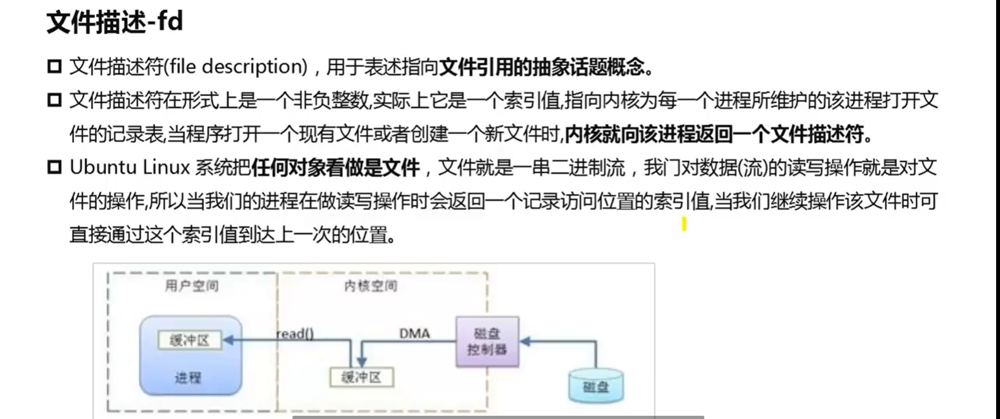 文件描述-fd
文件描述符(file description)，用于表述指向文件引用的抽象话题概念。
文件描述符在形式上是一个非负整数,实际上它是一个索引值,指向内核为每一个进程所维护的该进程打开文
件的记录表,当程序打开一个现有文件或者创建一个新文件时,内核就向该进程返回一个文件描述符。
Ubuntu Linux 系统把任何对象看做是文件，文件就是一串二进制流，我门对数据(流)的读写操作就是对文
件的操作,所以当我们的进程在做读写操作时会返回一个记录访问位置的索引值,当我们继续操作该文件时可
直接通过这个索引值到达上一次的位置。
用户空间
内核空间
缓冲区
进程
read()
缓冲区
DMA
磁盘
控制器
磁盘